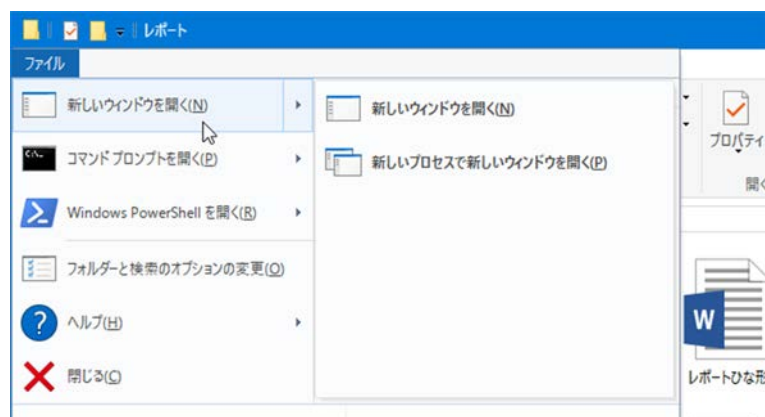 レポート
ファイル
新しいウィンドウを開く(N)
コマンド プロンプトを開く(P)
Windows PowerShell を開く(R)
フォルダーと検索のオプションの変更(O)
ヘルプ(H)
閉じる(C)
新しいウィンドウを開く(N)
新しいプロセスで新しいウィンドウを開く(P)
プロパティ
開く
W
レポートひな形